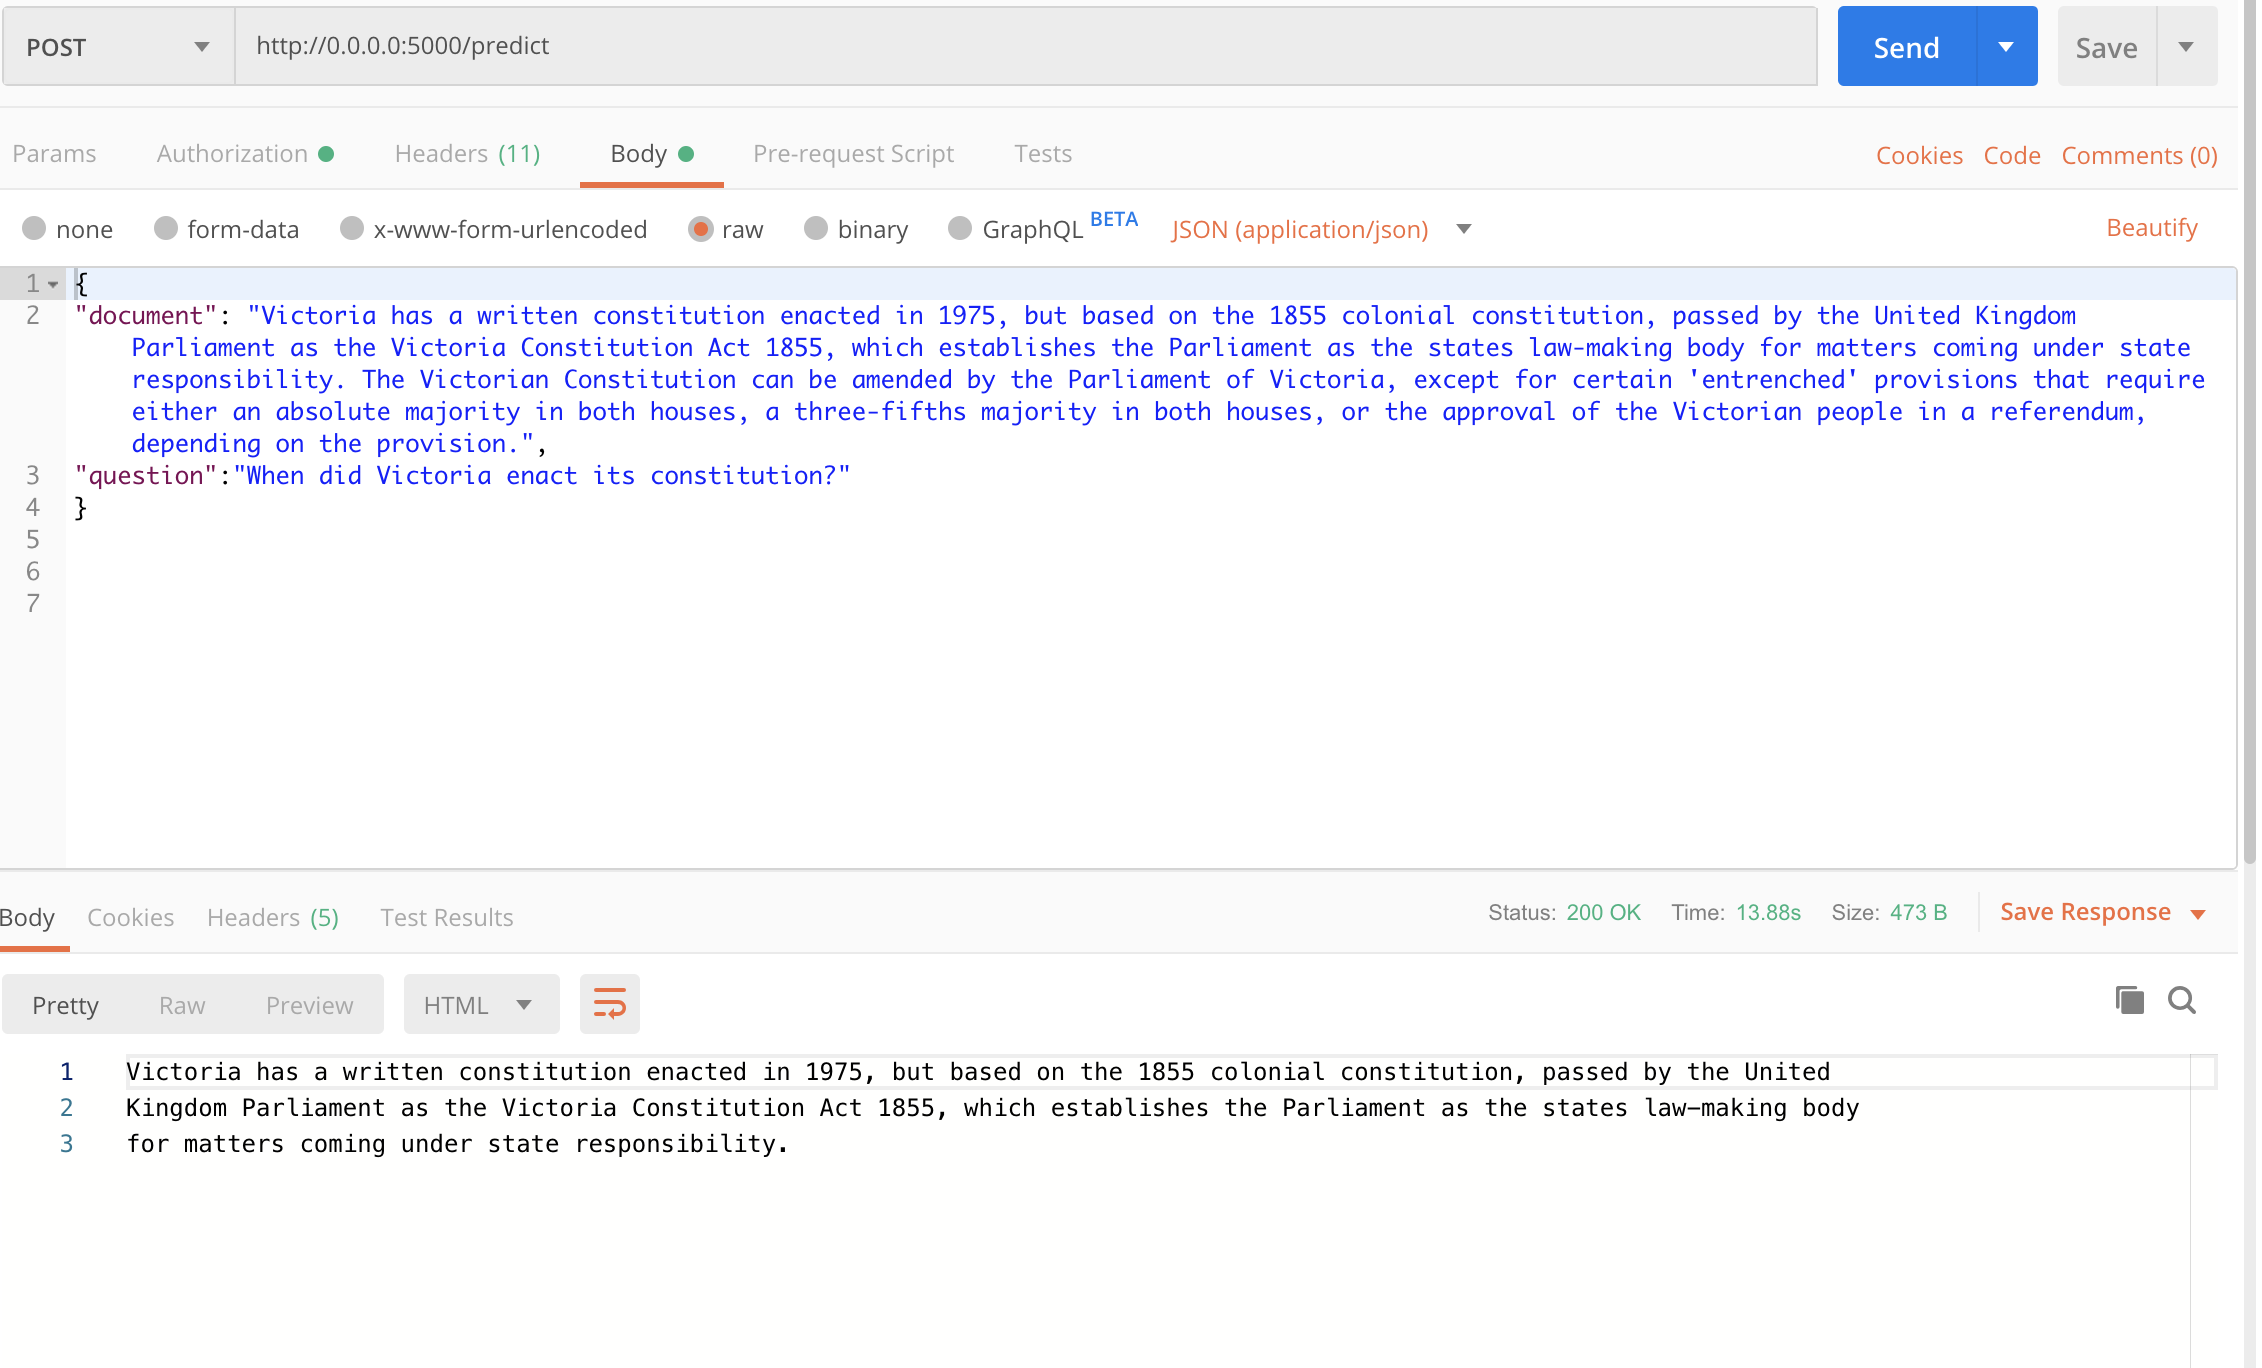 POST http://0.0.0.0:5000/predict Send Save
Params Authorization Headers (11) Body Pre-request Script Tests Cookies Code Comments (0)
none form-data x-www-form-urlencoded raw binary GraphQL BETA JSON (application/json) Beautify
1 {
2 "document": "Victoria has a written constitution enacted in 1975, but based on the 1855 colonial constitution, passed by the United Kingdom
Parliament as the Victoria Constitution Act 1855, which establishes the Parliament as the states law-making body for matters coming under state
responsibility. The Victorian Constitution can be amended by the Parliament of Victoria, except for certain 'entrenched' provisions that require
either an absolute majority in both houses, a three-fifths majority in both houses, or the approval of the Victorian people in a referendum,
depending on the provision.",
3 "question":"When did Victoria enact its constitution?"
4 }
5
6
7
Body Cookies Headers (5) Test Results Status: 200 OK Time: 13.88s Size: 473 B Save Response
Pretty Raw Preview HTML
1 Victoria has a written constitution enacted in 1975, but based on the 1855 colonial constitution, passed by the United
2 Kingdom Parliament as the Victoria Constitution Act 1855, which establishes the Parliament as the states law-making body
3 for matters coming under state responsibility.